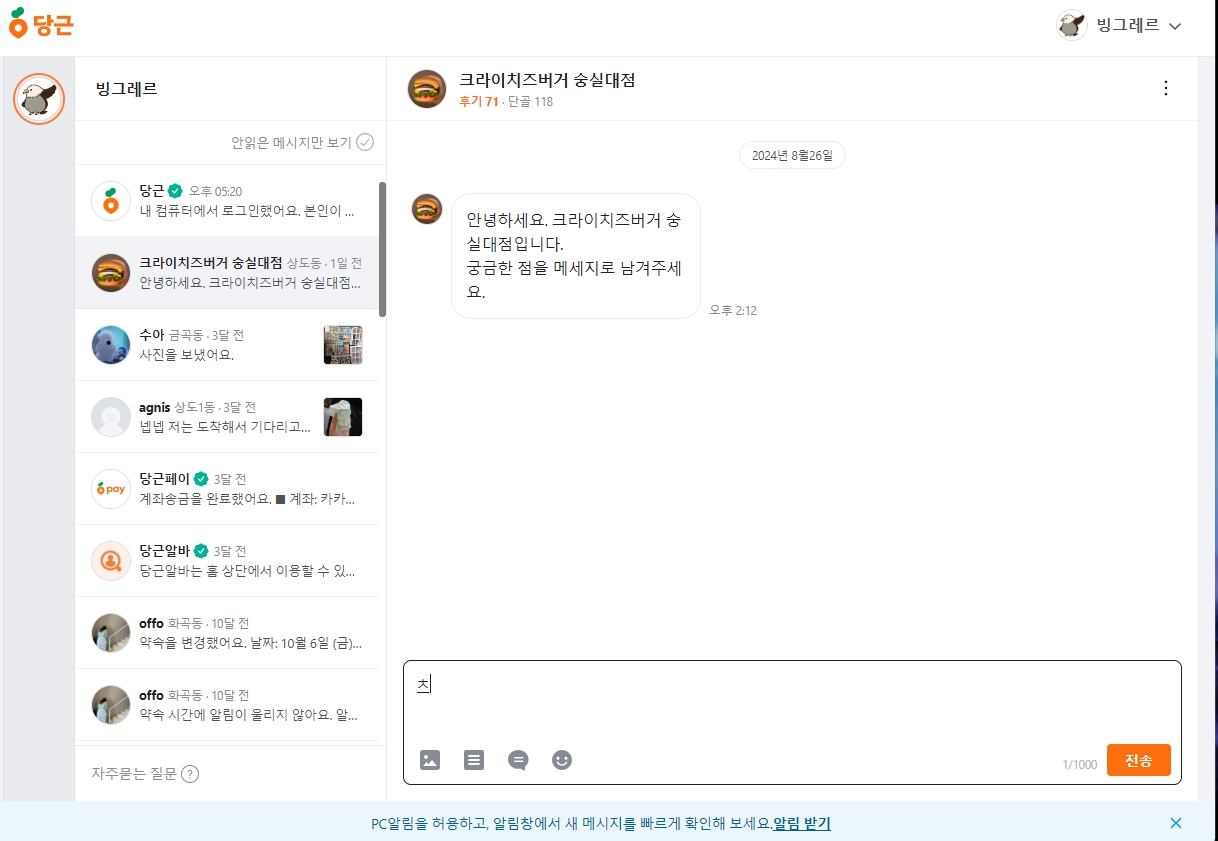 당근
빙그레르
빙그레르
안읽은 메시지만 보기
당근 오후 05:20
내 컴퓨터에서 로그인했어요. 본인이 ...
크라이치즈버거 숭실대점 상도동 · 1일 전
안녕하세요. 크라이치즈버거 숭실대점...
수아 금곡동 · 3달 전
사진을 보냈어요.
agnis 상도1동 · 3달 전
넵넵 저는 도착해서 기다리고...
pay
당근페이 3달 전
계좌송금을 완료했어요. ■ 계좌: 카카...
당근알바 3달 전
당근알바는 홈 상단에서 이용할 수 있...
offo 화곡동 · 10달 전
약속을 변경했어요. 날짜: 10월 6일 (금)...
offo 화곡동 · 10달 전
약속 시간에 알림이 울리지 않아요. 알...
자주묻는 질문 ?
크라이치즈버거 숭실대점
후기 71 · 단골 118
2024년 8월26일
안녕하세요. 크라이치즈버거 숭
실대점입니다.
궁금한 점을 메세지로 남겨주세
요.
오후 2:12
츠
1/1000
전송
PC알림을 허용하고, 알림창에서 새 메시지를 빠르게 확인해 보세요.알림 받기